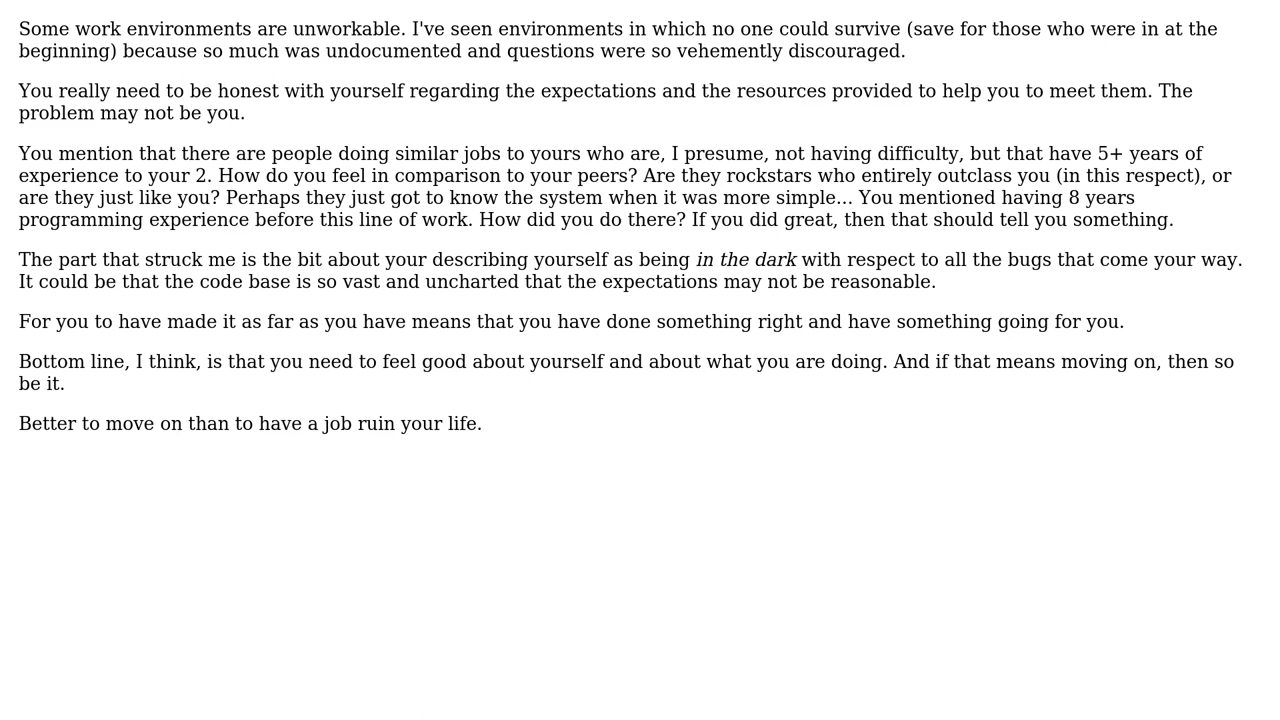 Some work environments are unworkable. I've seen environments in which no one could survive (save for those who were in at the
beginning) because so much was undocumented and questions were so vehemently discouraged.
You really need to be honest with yourself regarding the expectations and the resources provided to help you to meet them. The
problem may not be you.
You mention that there are people doing similar jobs to yours who are, I presume, not having difficulty, but that have 5+ years of
experience to your 2. How do you feel in comparison to your peers? Are they rockstars who entirely outclass you (in this respect), or
are they just like you? Perhaps they just got to know the system when it was more simple... You mentioned having 8 years
programming experience before this line of work. How did you do there? If you did great, then that should tell you something.
The part that struck me is the bit about your describing yourself as being in the dark with respect to all the bugs that come your way.
It could be that the code base is so vast and uncharted that the expectations may not be reasonable.
For you to have made it as far as you have means that you have done something right and have something going for you.
Bottom line, I think, is that you need to feel good about yourself and about what you are doing. And if that means moving on, then so
be it.
Better to move on than to have a job ruin your life.